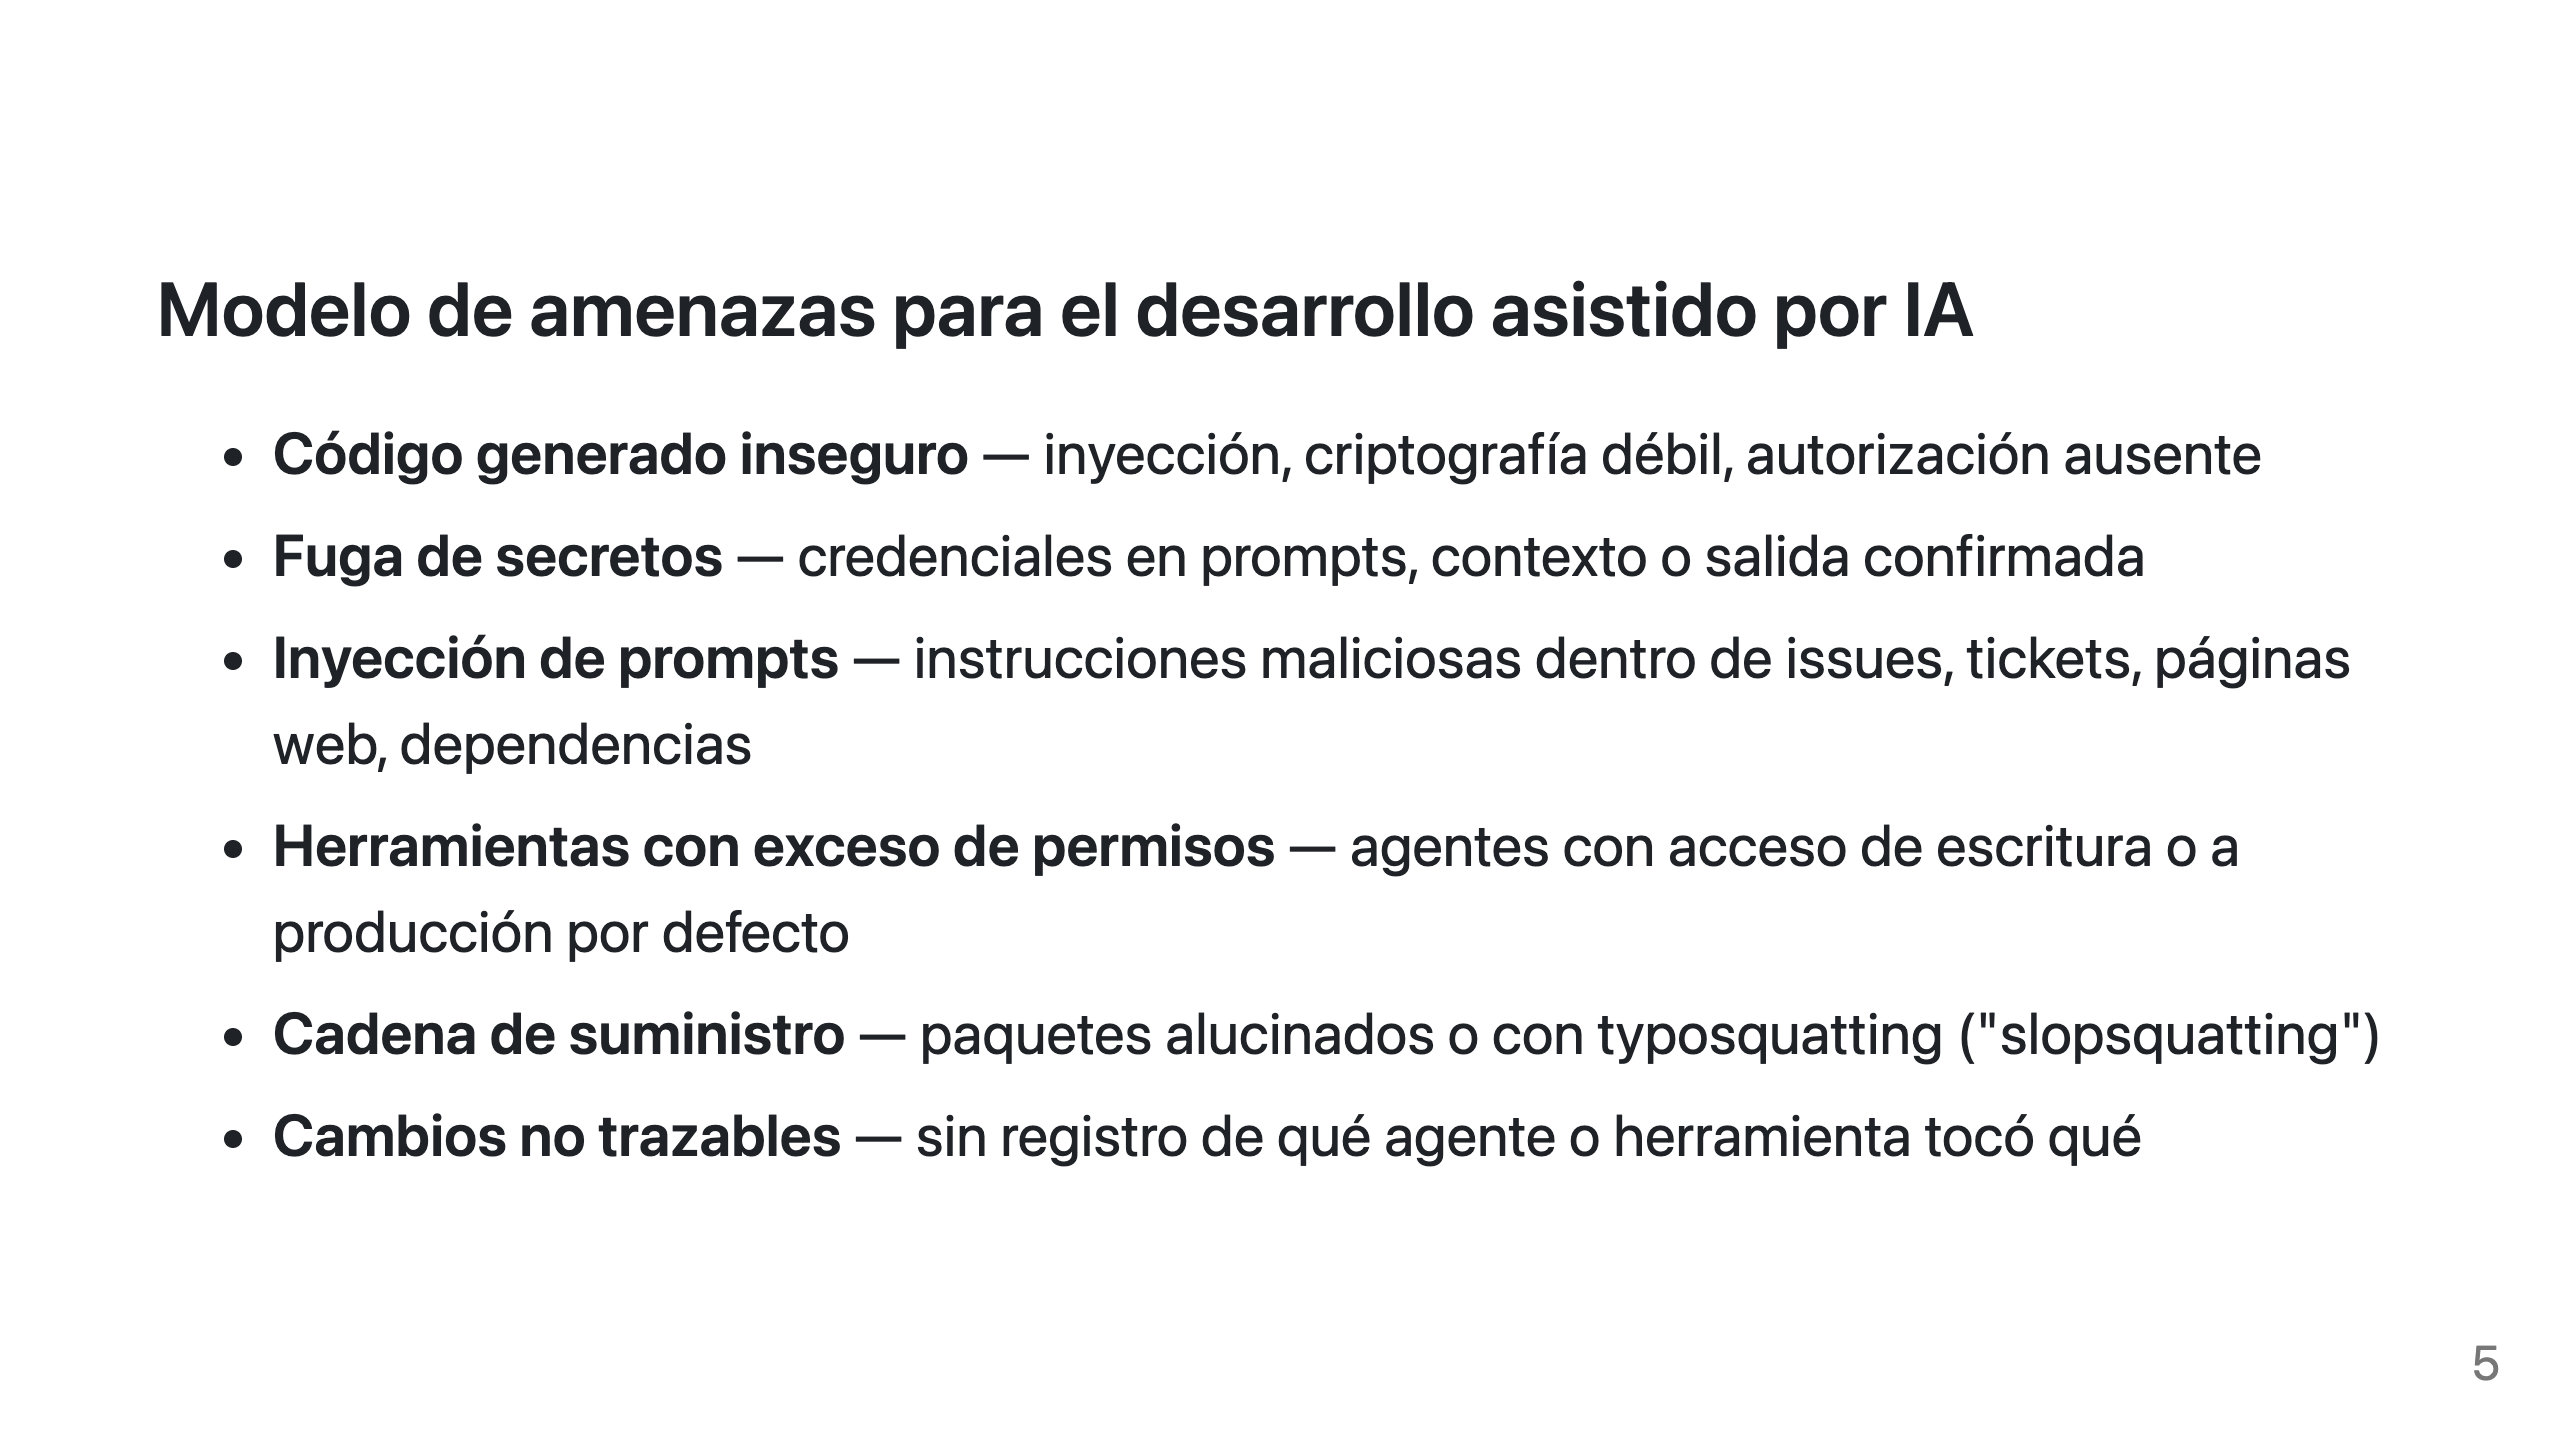 Modelo de amenazas para el desarrollo asistido por IA
• Código generado inseguro — inyección, criptografía débil, autorización ausente
• Fuga de secretos — credenciales en prompts, contexto o salida confirmada
• Inyección de prompts — instrucciones maliciosas dentro de issues, tickets, páginas
web, dependencias
• Herramientas con exceso de permisos — agentes con acceso de escritura o a
producción por defecto
• Cadena de suministro — paquetes alucinados o con typosquatting ("slopsquatting")
• Cambios no trazables — sin registro de qué agente o herramienta tocó qué
5